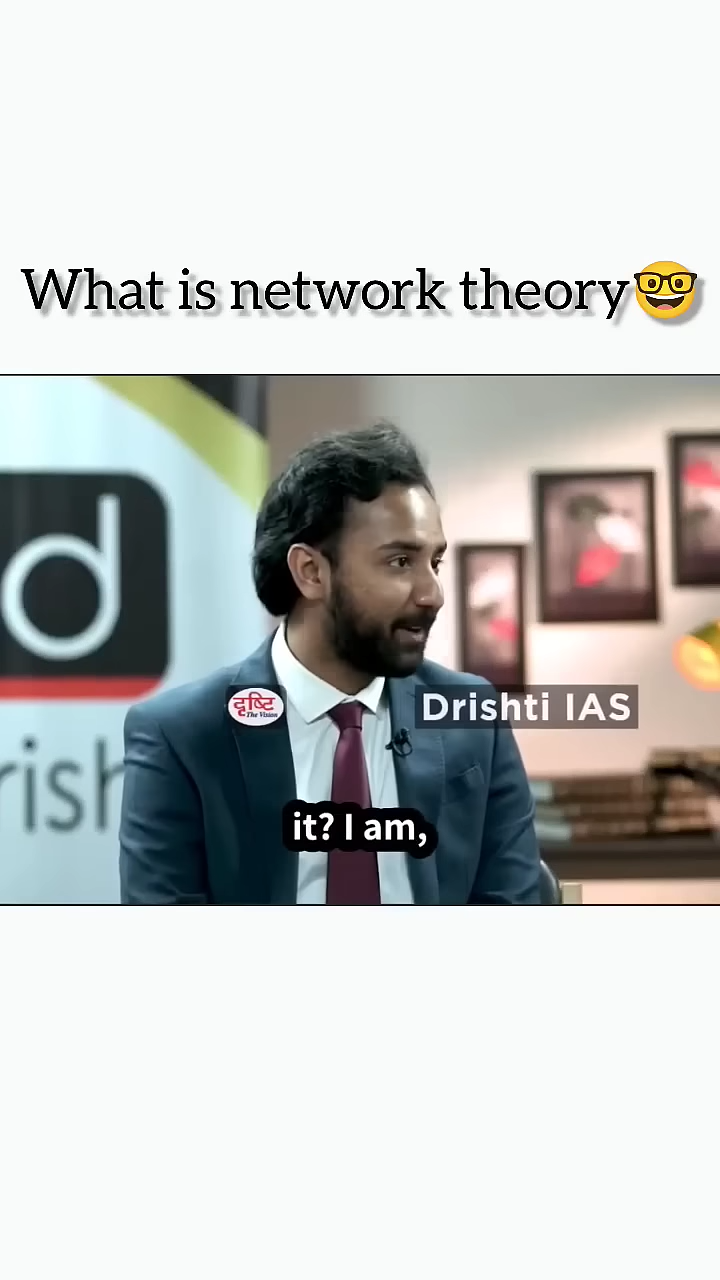 What is network theory🤓
d
rish
दृष्टि
The Vision
Drishti IAS
it? I am,